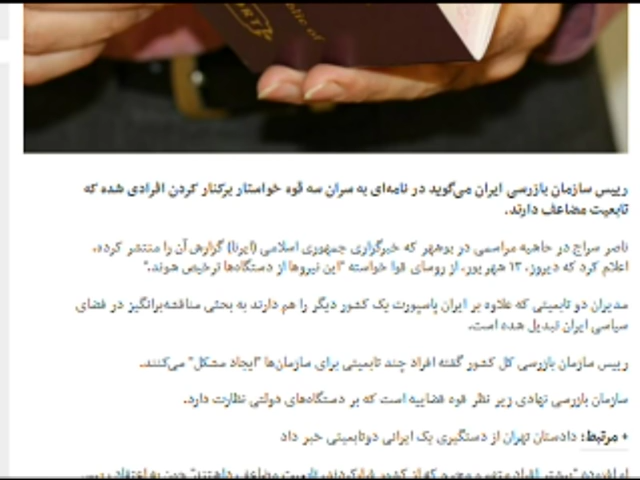 PORT
blic of
رییس سازمان بازرسی ایران می‌گوید در نامه‌ای به سران سه قوه خواستار برکنار کردن افرادی شده که
تابعیت مضاعف دارند.
ناصر سراج در حاشیه مراسمی در بوشهر که خبرگزاری جمهوری اسلامی (ایرنا) گزارش آن را منتشر کرده،
اعلام کرد که دیروز، ۱۳ شهریور، از روسای قوا خواسته "این نیروها از دستگاه‌ها ترخیص شوند."
مدیران دو تابعیتی که علاوه بر ایران پاسپورت یک کشور دیگر را هم دارند به بحثی مناقشه‌برانگیز در فضای
سیاسی ایران تبدیل شده است.
رییس سازمان بازرسی کل کشور گفته افراد چند تابعیتی برای سازمان‌ها "ایجاد مشکل" می‌کنند.
سازمان بازرسی نهادی زیر نظر قوه قضاییه است که بر دستگاه‌های دولتی نظارت دارد.
♦ مرتبط: دادستان تهران از دستگیری یک ایرانی دوتابعیتی خبر داد